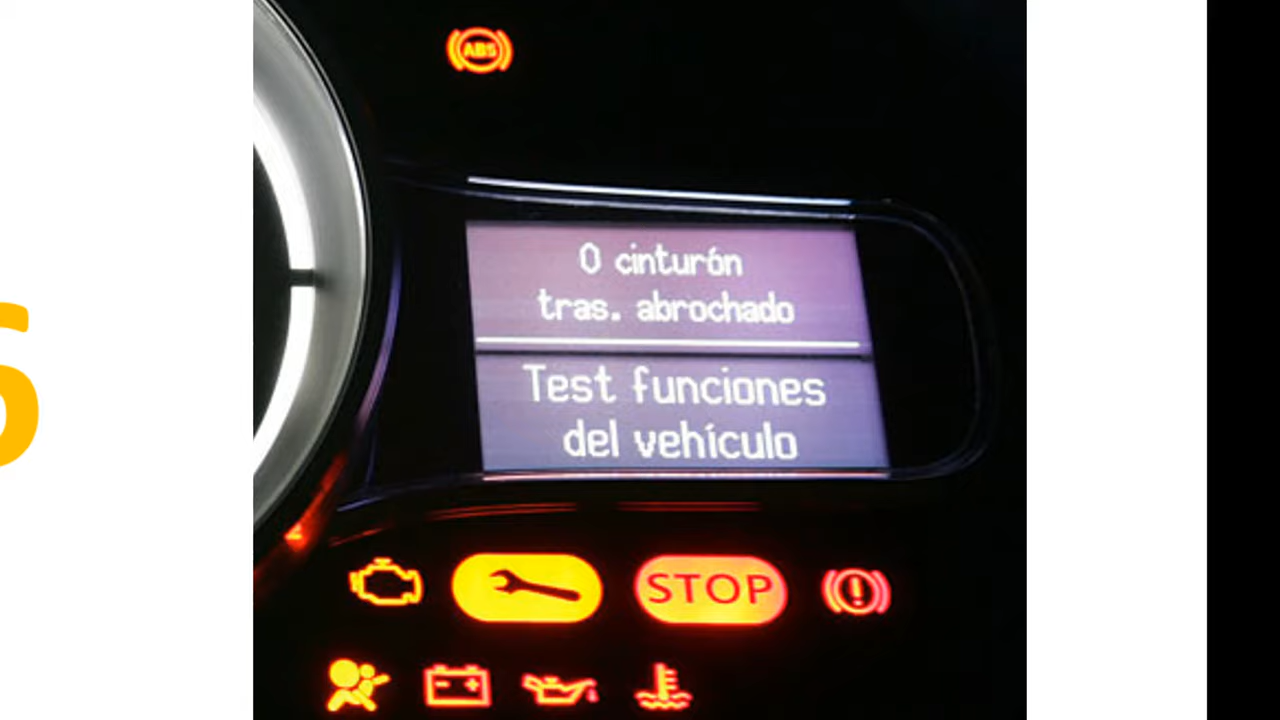 ABS
0 cinturón
tras. abrochado
Test funciones
del vehículo
STOP